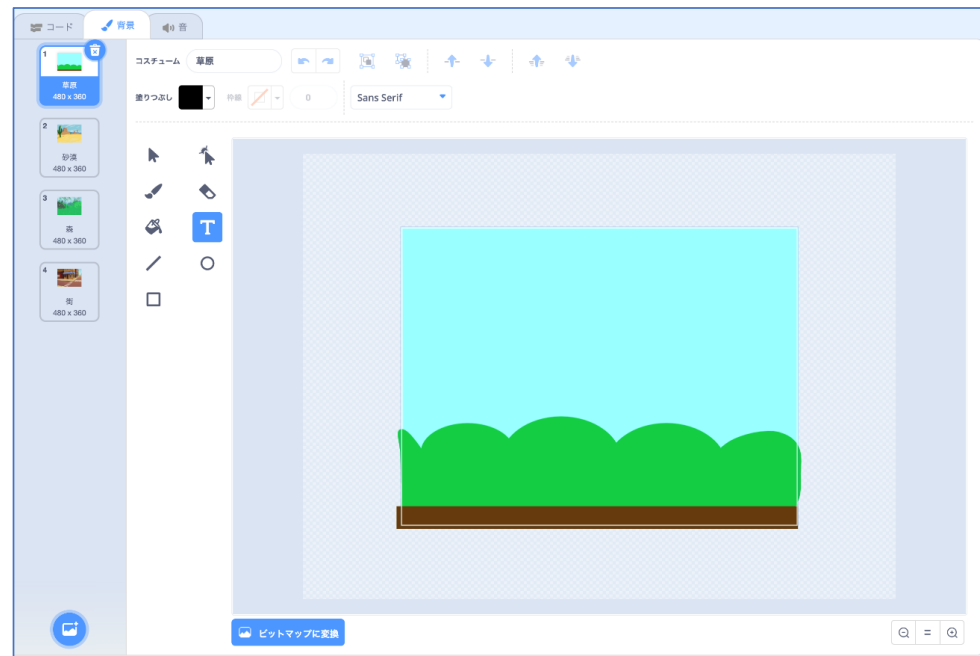 コード 背景 音
コスチューム 草原
塗りつぶし 枠線 0 Sans Serif
1
草原
480 x 360
2
砂漠
480 x 360
3
森
480 x 360
4
街
480 x 360
T
ビットマップに変換
=